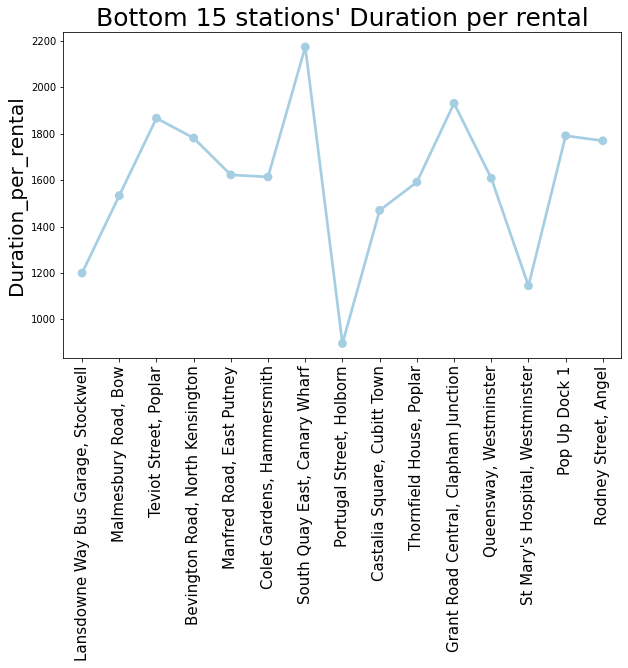 Bottom 15 stations' Duration per rental
Duration_per_rental
2200
2000
1800
1600
1400
1200
1000
Lansdowne Way Bus Garage, Stockwell
Malmesbury Road, Bow
Teviot Street, Poplar
Bevington Road, North Kensington
Manfred Road, East Putney
Colet Gardens, Hammersmith
South Quay East, Canary Wharf
Portugal Street, Holborn
Castalia Square, Cubitt Town
Thornfield House, Poplar
Grant Road Central, Clapham Junction
Queensway, Westminster
St Mary's Hospital, Westminster
Pop Up Dock 1
Rodney Street, Angel